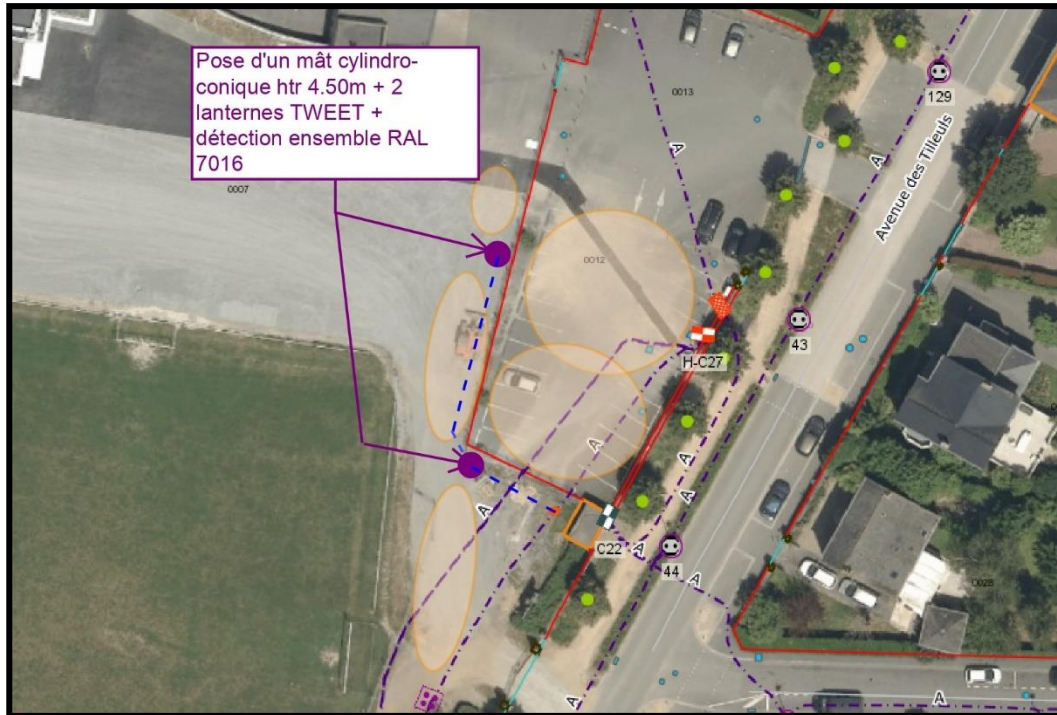 Pose d'un mât cylindro-
conique htr 4.50m + 2
lanternes TWEET +
détection ensemble RAL
7016
0007
0013
129
Avenue des Tilleuls
A
A
0012
43
H-C27
A
A
A
A
C22
44
A
A
0028
A
A